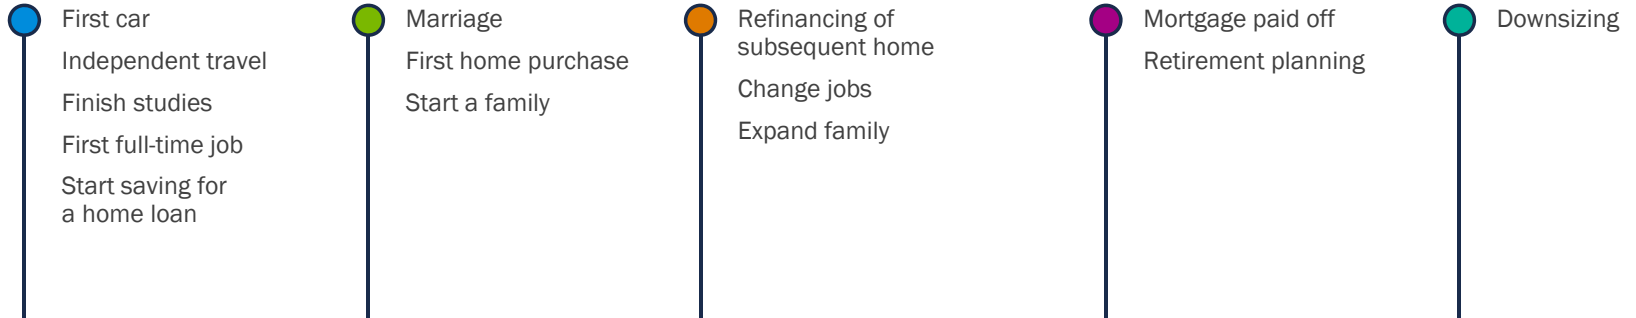 First car
Independent travel
Finish studies
First full-time job
Start saving for
a home loan
Marriage
First home purchase
Start a family
Refinancing of
subsequent home
Change jobs
Expand family
Mortgage paid off
Retirement planning
Downsizing